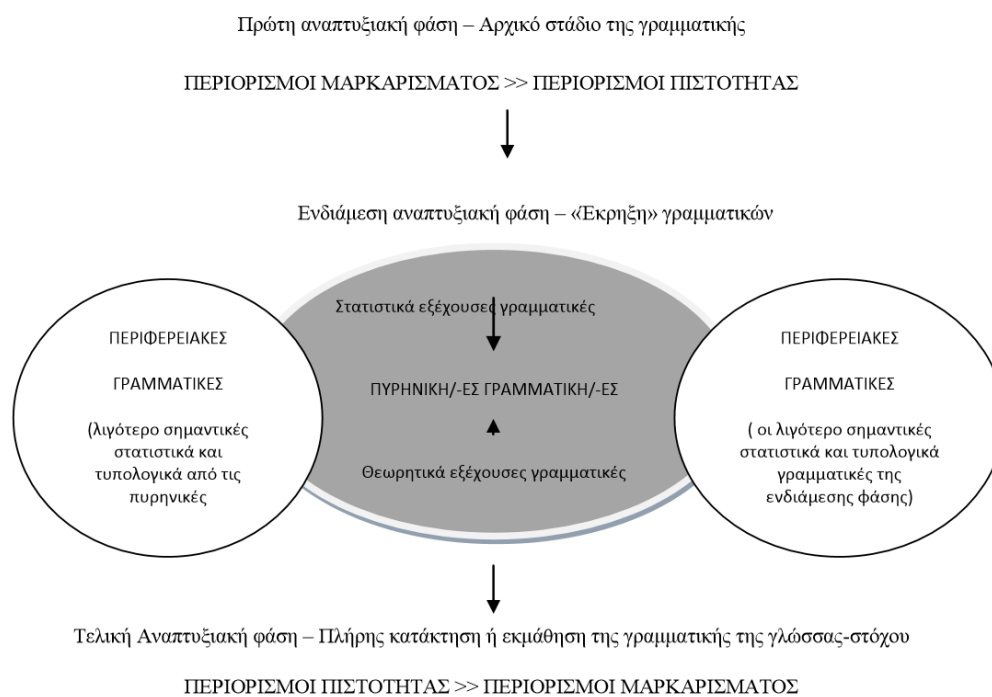 Πρώτη αναπτυξιακή φάση – Αρχικό στάδιο της γραμματικής
ΠΕΡΙΟΡΙΣΜΟΙ ΜΑΡΚΑΡΙΣΜΑΤΟΣ >> ΠΕΡΙΟΡΙΣΜΟΙ ΠΙΣΤΟΤΗΤΑΣ
Ενδιάμεση αναπτυξιακή φάση – «Έκρηξη» γραμματικών
ΠΕΡΙΦΕΡΕΙΑΚΕΣ
ΓΡΑΜΜΑΤΙΚΕΣ
(λιγότερο σημαντικές
στατιστικά και
τυπολογικά από τις
πυρηνικές
Στατιστικά εξέχουσες γραμματικές
ΠΥΡΗΝΙΚΗ/-ΕΣ ΓΡΑΜΜΑΤΙΚΗ/-ΕΣ
Θεωρητικά εξέχουσες γραμματικές
ΠΕΡΙΦΕΡΕΙΑΚΕΣ
ΓΡΑΜΜΑΤΙΚΕΣ
( οι λιγότερο σημαντικές
στατιστικά και τυπολογικά
γραμματικές της
ενδιάμεσης φάσης)
Τελική Αναπτυξιακή φάση – Πλήρης κατάκτηση ή εκμάθηση της γραμματικής της γλώσσας-στόχου
ΠΕΡΙΟΡΙΣΜΟΙ ΠΙΣΤΟΤΗΤΑΣ >> ΠΕΡΙΟΡΙΣΜΟΙ ΜΑΡΚΑΡΙΣΜΑΤΟΣ